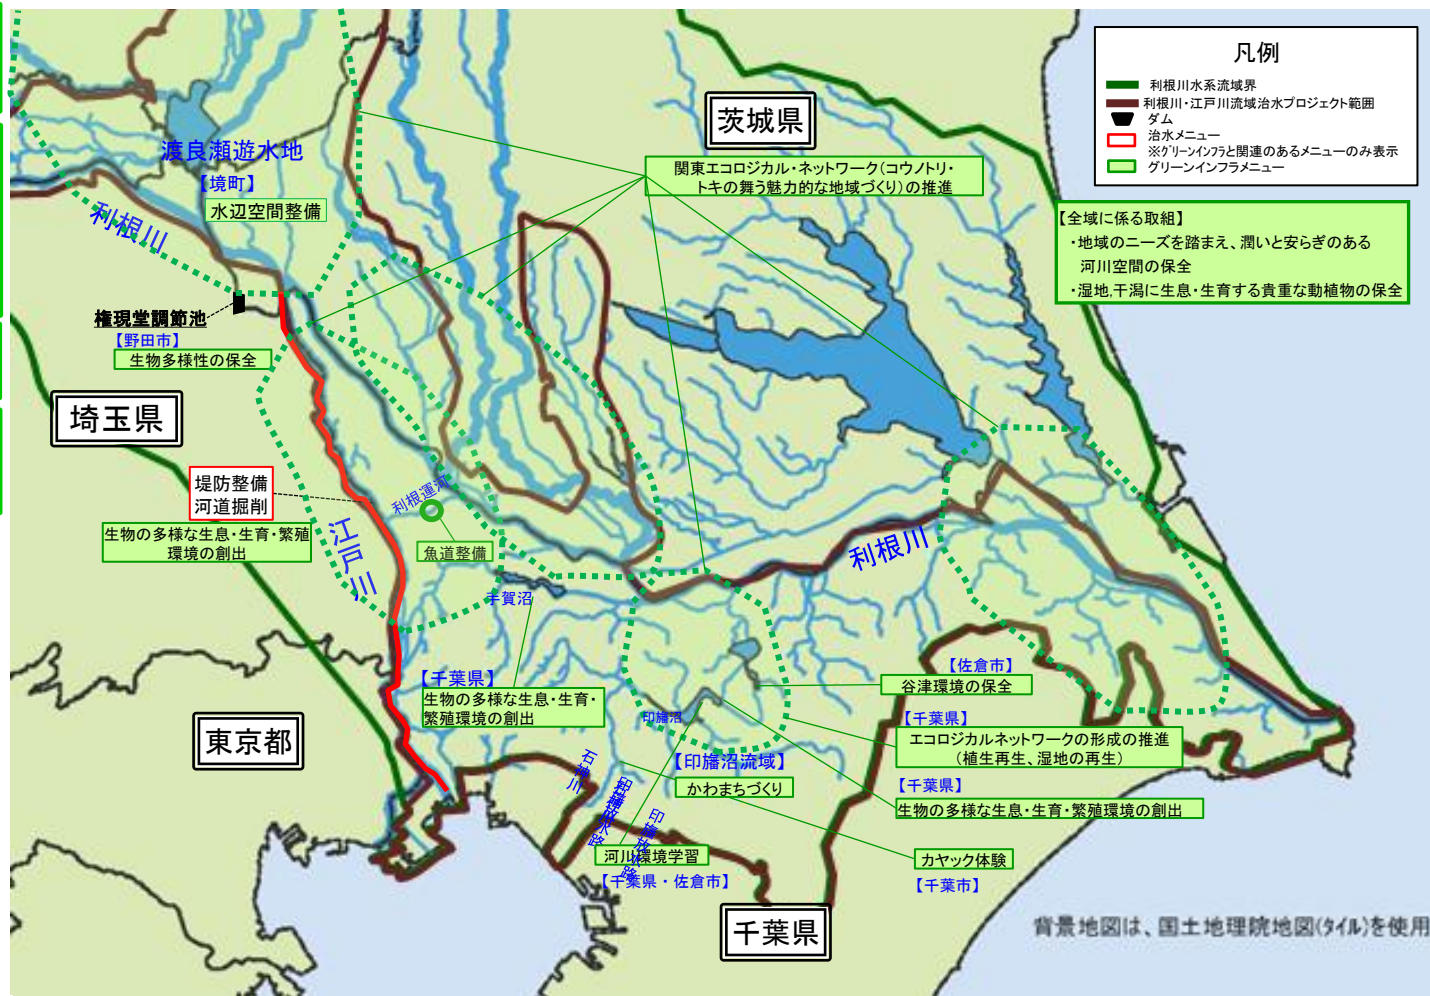 凡例
利根川水系流域界
利根川・江戸川流域治水プロジェクト範囲
ダム
治水メニュー
※グリーンインフラと関連のあるメニューのみ表示
グリーンインフラメニュー
【全域に係る取組】
・地域のニーズを踏まえ、潤いと安らぎのある
河川空間の保全
・湿地,干潟に生息・生育する貴重な動植物の保全
茨城県
関東エコロジカル・ネットワーク(コウノトリ・
トキの舞う魅力的な地域づくり)の推進
渡良瀬遊水地
【境町】
水辺空間整備
利根川
権現堂調節池
【野田市】
生物多様性の保全
埼玉県
堤防整備
河道掘削
生物の多様な生息・生育・繁殖
環境の創出
江戸川
利根運河
魚道整備
利根川
手賀沼
【千葉県】
生物の多様な生息・生育・
繁殖環境の創出
東京都
印旛沼
【佐倉市】
谷津環境の保全
【千葉県】
エコロジカルネットワークの形成の推進
(植生再生、湿地の再生)
【印旛沼流域】
かわまちづくり
【千葉県】
生物の多様な生息・生育・繁殖環境の創出
石神川
印旛放水路
河川環境学習
【千葉県・佐倉市】
カヤック体験
【千葉市】
千葉県
背景地図は、国土地理院地図(タイル)を使用